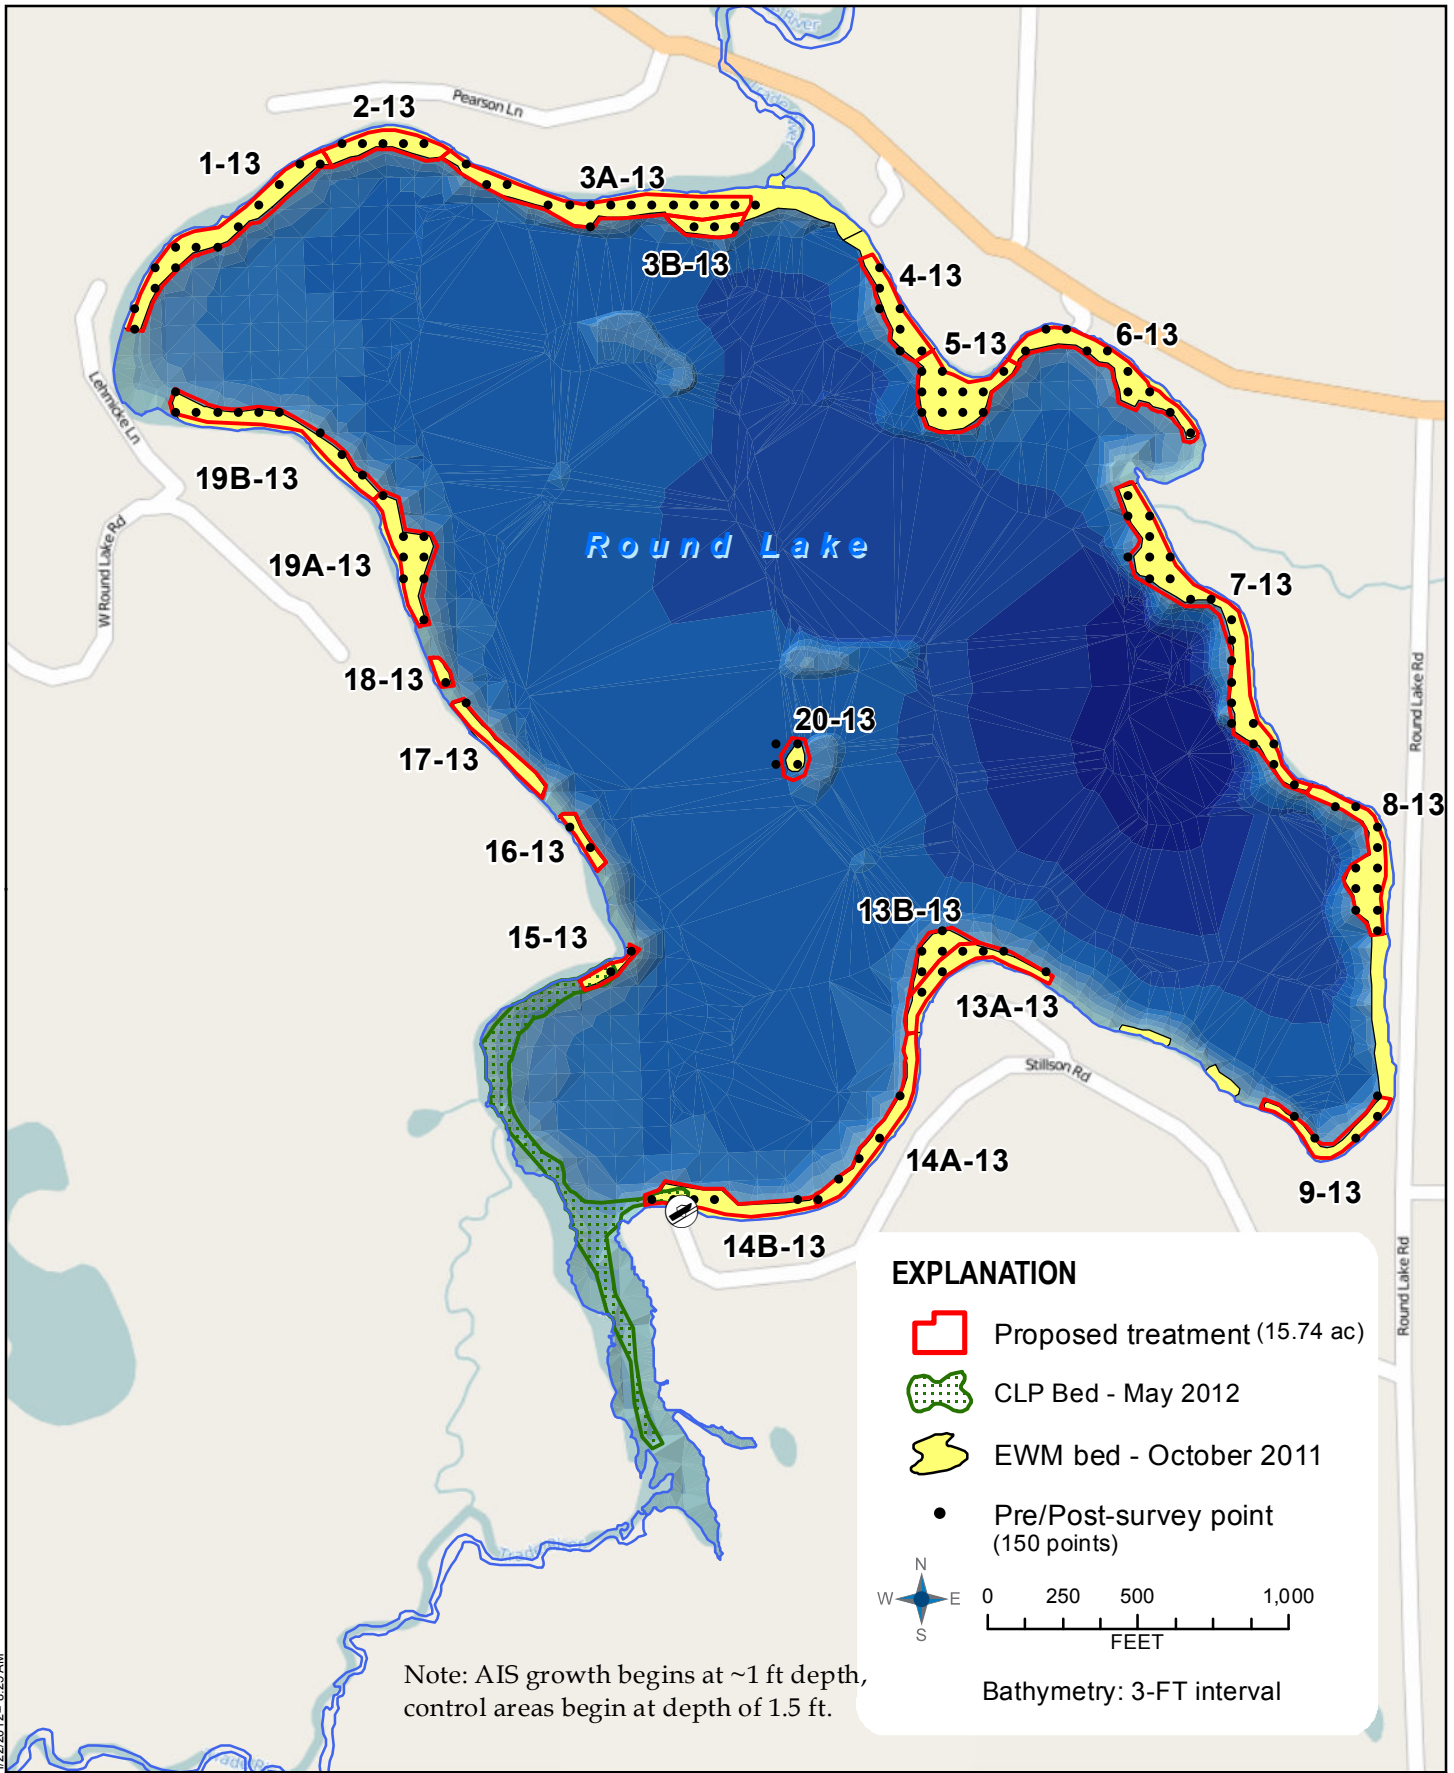 River
Trade River
Pearson Ln
2-13
1-13
3A-13
3B-13
4-13
5-13
6-13
Lehmicke Ln
19B-13
W Round Lake Rd
Round Lake
19A-13
7-13
18-13
Round Lake Rd
20-13
17-13
8-13
16-13
13B-13
15-13
13A-13
Stillson Rd
14A-13
9-13
14B-13
Round Lake Rd
EXPLANATION
Proposed treatment (15.74 ac)
CLP Bed - May 2012
EWM bed - October 2011
Pre/Post-survey point
(150 points)
N
W E
S
0 250 500 1,000
FEET
Bathymetry: 3-FT interval
Trade River
Note: AIS growth begins at ~1 ft depth,
control areas begin at depth of 1.5 ft.